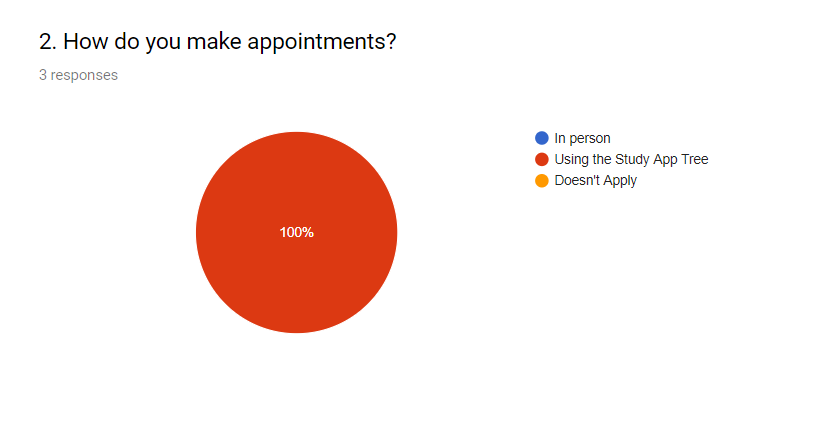 2. How do you make appointments?
3 responses
In person
Using the Study App Tree
Doesn't Apply
100%